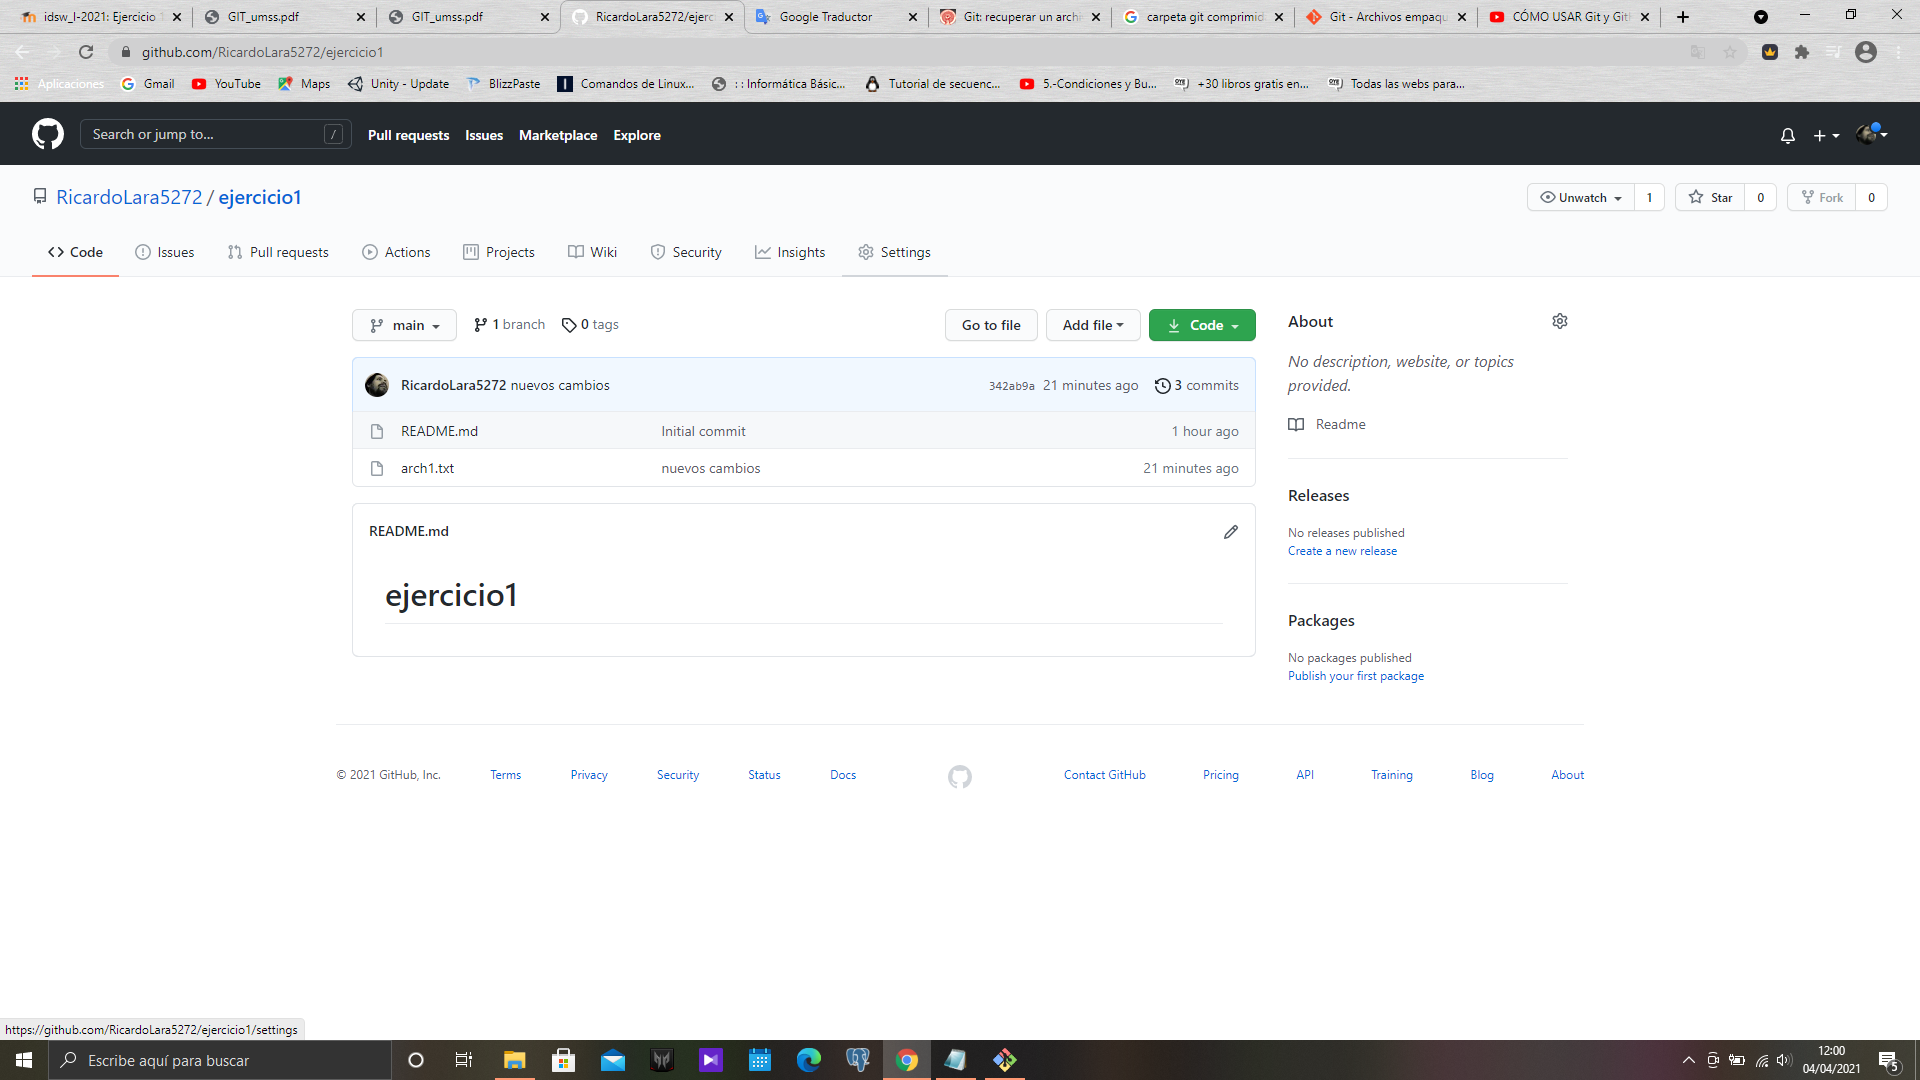 idsw_I-2021: Ejercicio 1
GIT_umss.pdf
GIT_umss.pdf
RicardoLara5272/ejerc
Google Traductor
Git: recuperar un arch
carpeta git comprimid
Git - Archivos empaqu
CÓMO USAR Git y Git
github.com/RicardoLara5272/ejercicio1
Aplicaciones
Gmail
YouTube
Maps
Unity - Update
BlizzPaste
Comandos de Linux...
: : Informática Básic...
Tutorial de secuenc...
5.-Condiciones y Bu...
+30 libros gratis en...
Todas las webs para...
Search or jump to...
/
Pull requests
Issues
Marketplace
Explore
RicardoLara5272 / ejercicio1
Unwatch
1
Star
0
Fork
0
Code
Issues
Pull requests
Actions
Projects
Wiki
Security
Insights
Settings
main
1 branch
0 tags
Go to file
Add file
Code
RicardoLara5272 nuevos cambios
342ab9a
21 minutes ago
3 commits
README.md
Initial commit
1 hour ago
arch1.txt
nuevos cambios
21 minutes ago
README.md
ejercicio1
About
No description, website, or topics
provided.
Readme
Releases
No releases published
Create a new release
Packages
No packages published
Publish your first package
© 2021 GitHub, Inc.
Terms
Privacy
Security
Status
Docs
Contact GitHub
Pricing
API
Training
Blog
About
https://github.com/RicardoLara5272/ejercicio1/settings
Escribe aquí para buscar
12:00
04/04/2021
5